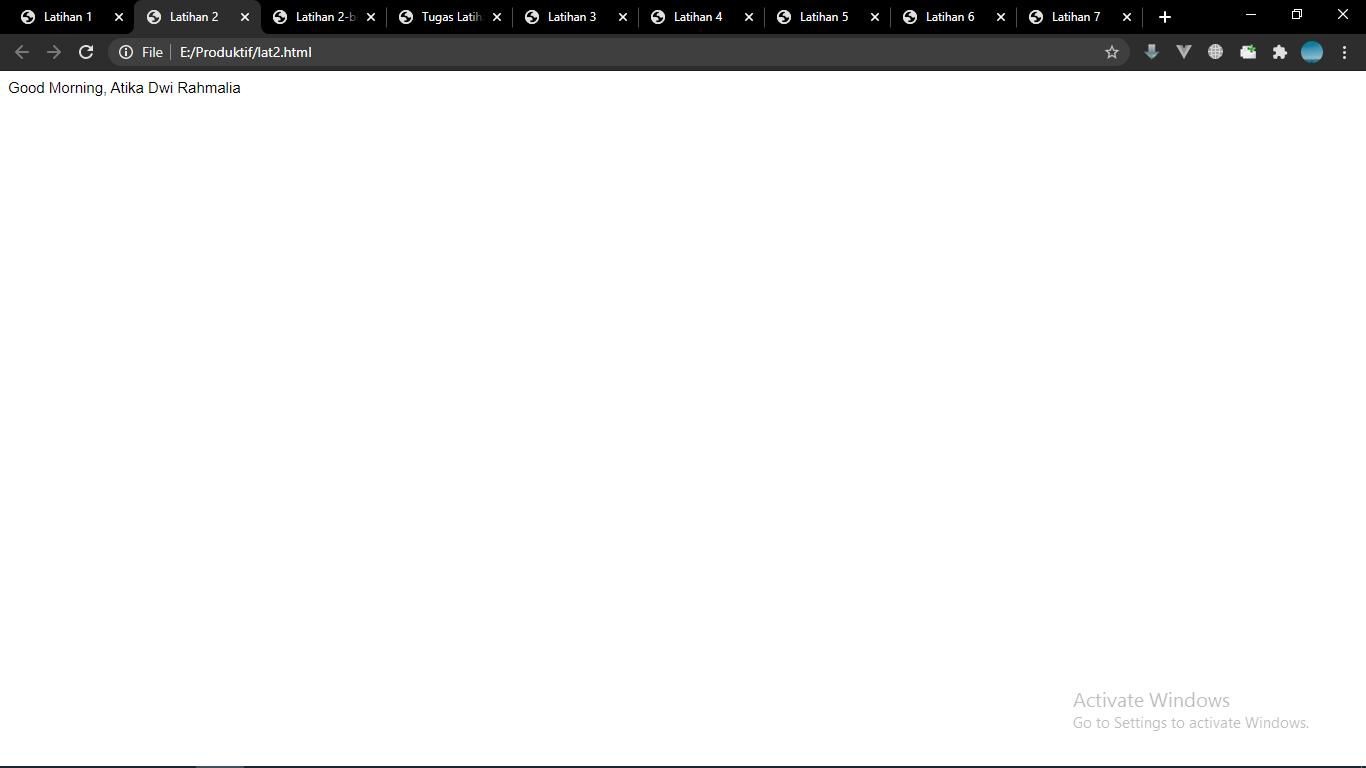 Latihan 1
Latihan 2
Latihan 2-b
Tugas Latih
Latihan 3
Latihan 4
Latihan 5
Latihan 6
Latihan 7
File
E:/Produktif/lat2.html
Good Morning, Atika Dwi Rahmalia
Activate Windows
Go to Settings to activate Windows.